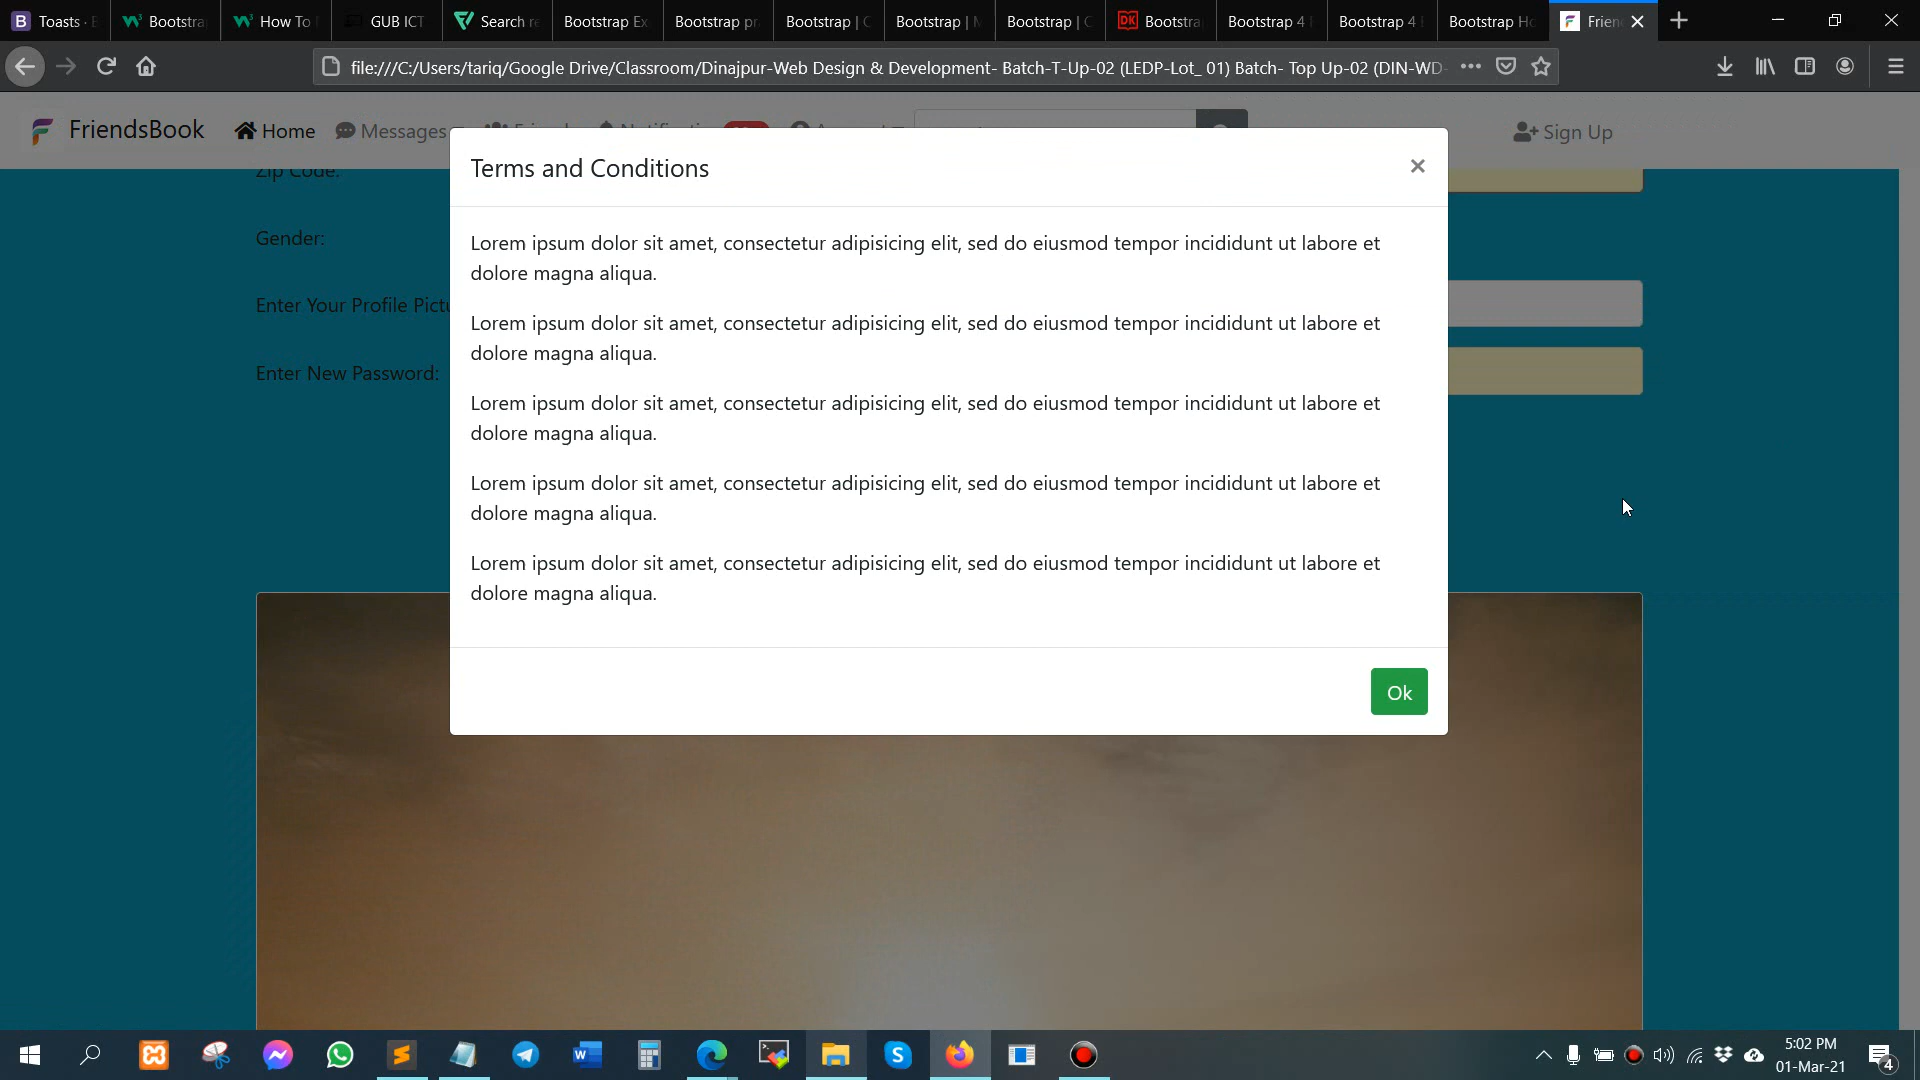 Toasts · Bootstra How To GUB ICT Search re Bootstrap Ex Bootstrap pr Bootstrap | C Bootstrap | M Bootstrap | C Bootstra Bootstrap 4 Bootstrap 4 Bootstrap Ho Frien
file:///C:/Users/tariq/Google Drive/Classroom/Dinajpur-Web Design & Development- Batch-T-Up-02 (LEDP-Lot_ 01) Batch- Top Up-02 (DIN-WD-
FriendsBook Home Messages Sign Up
Terms and Conditions ×
Zip Code:
Lorem ipsum dolor sit amet, consectetur adipisicing elit, sed do eiusmod tempor incididunt ut labore et
dolore magna aliqua.
Gender:
Lorem ipsum dolor sit amet, consectetur adipisicing elit, sed do eiusmod tempor incididunt ut labore et
dolore magna aliqua.
Enter Your Profile Pictu
Enter New Password:
Lorem ipsum dolor sit amet, consectetur adipisicing elit, sed do eiusmod tempor incididunt ut labore et
dolore magna aliqua.
Lorem ipsum dolor sit amet, consectetur adipisicing elit, sed do eiusmod tempor incididunt ut labore et
dolore magna aliqua.
Lorem ipsum dolor sit amet, consectetur adipisicing elit, sed do eiusmod tempor incididunt ut labore et
dolore magna aliqua.
Ok
5:02 PM
01-Mar-21
4